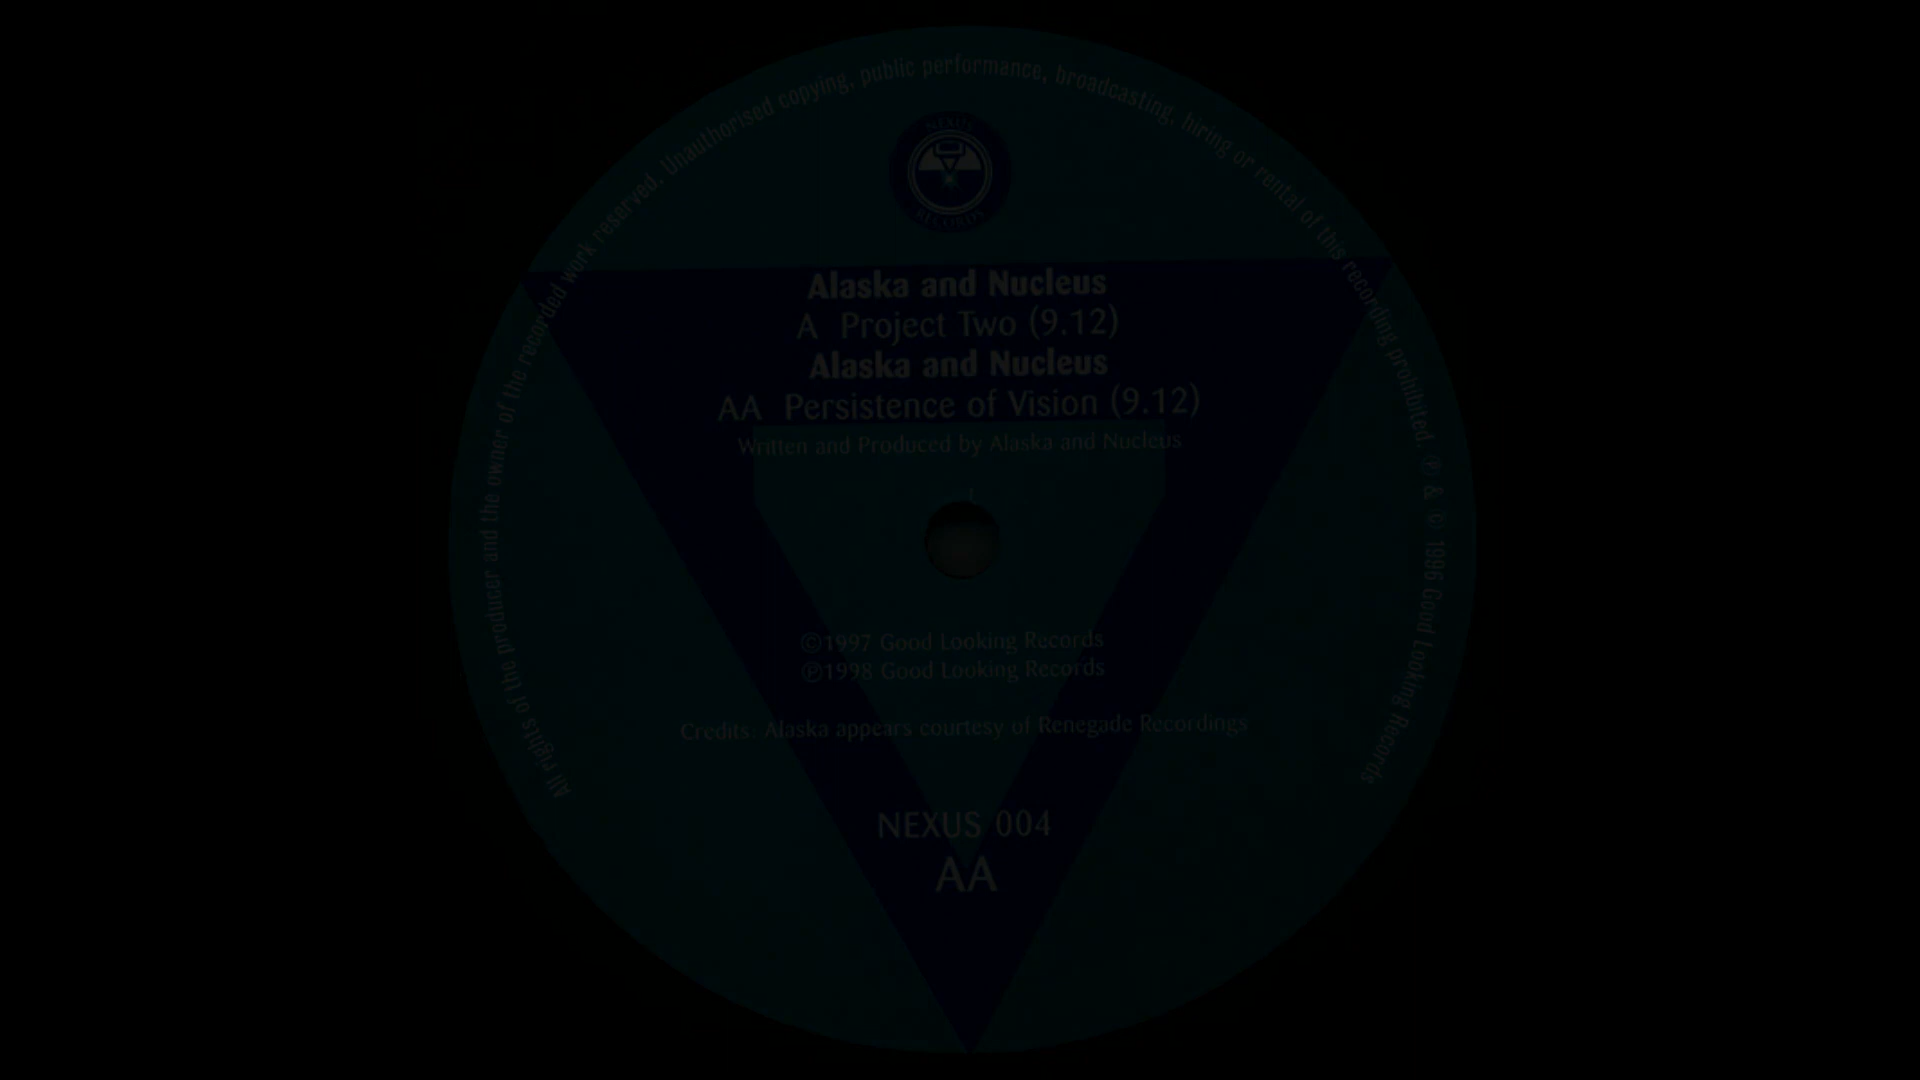 All rights of the producer and the owner of the recorded work reserved. Unauthorised copying, public performance, broadcasting, hiring or rental of this recording prohibited. ℗ & © 1996 Good Looking Records
NEXUS
RECORDS
Alaska and Nucleus
A Project Two (9.12)
Alaska and Nucleus
AA Persistence of Vision (9.12)
Written and Produced by Alaska and Nucleus
©1997 Good Looking Records
℗1998 Good Looking Records
Credits: Alaska appears courtesy of Renegade Recordings
NEXUS 004
AA